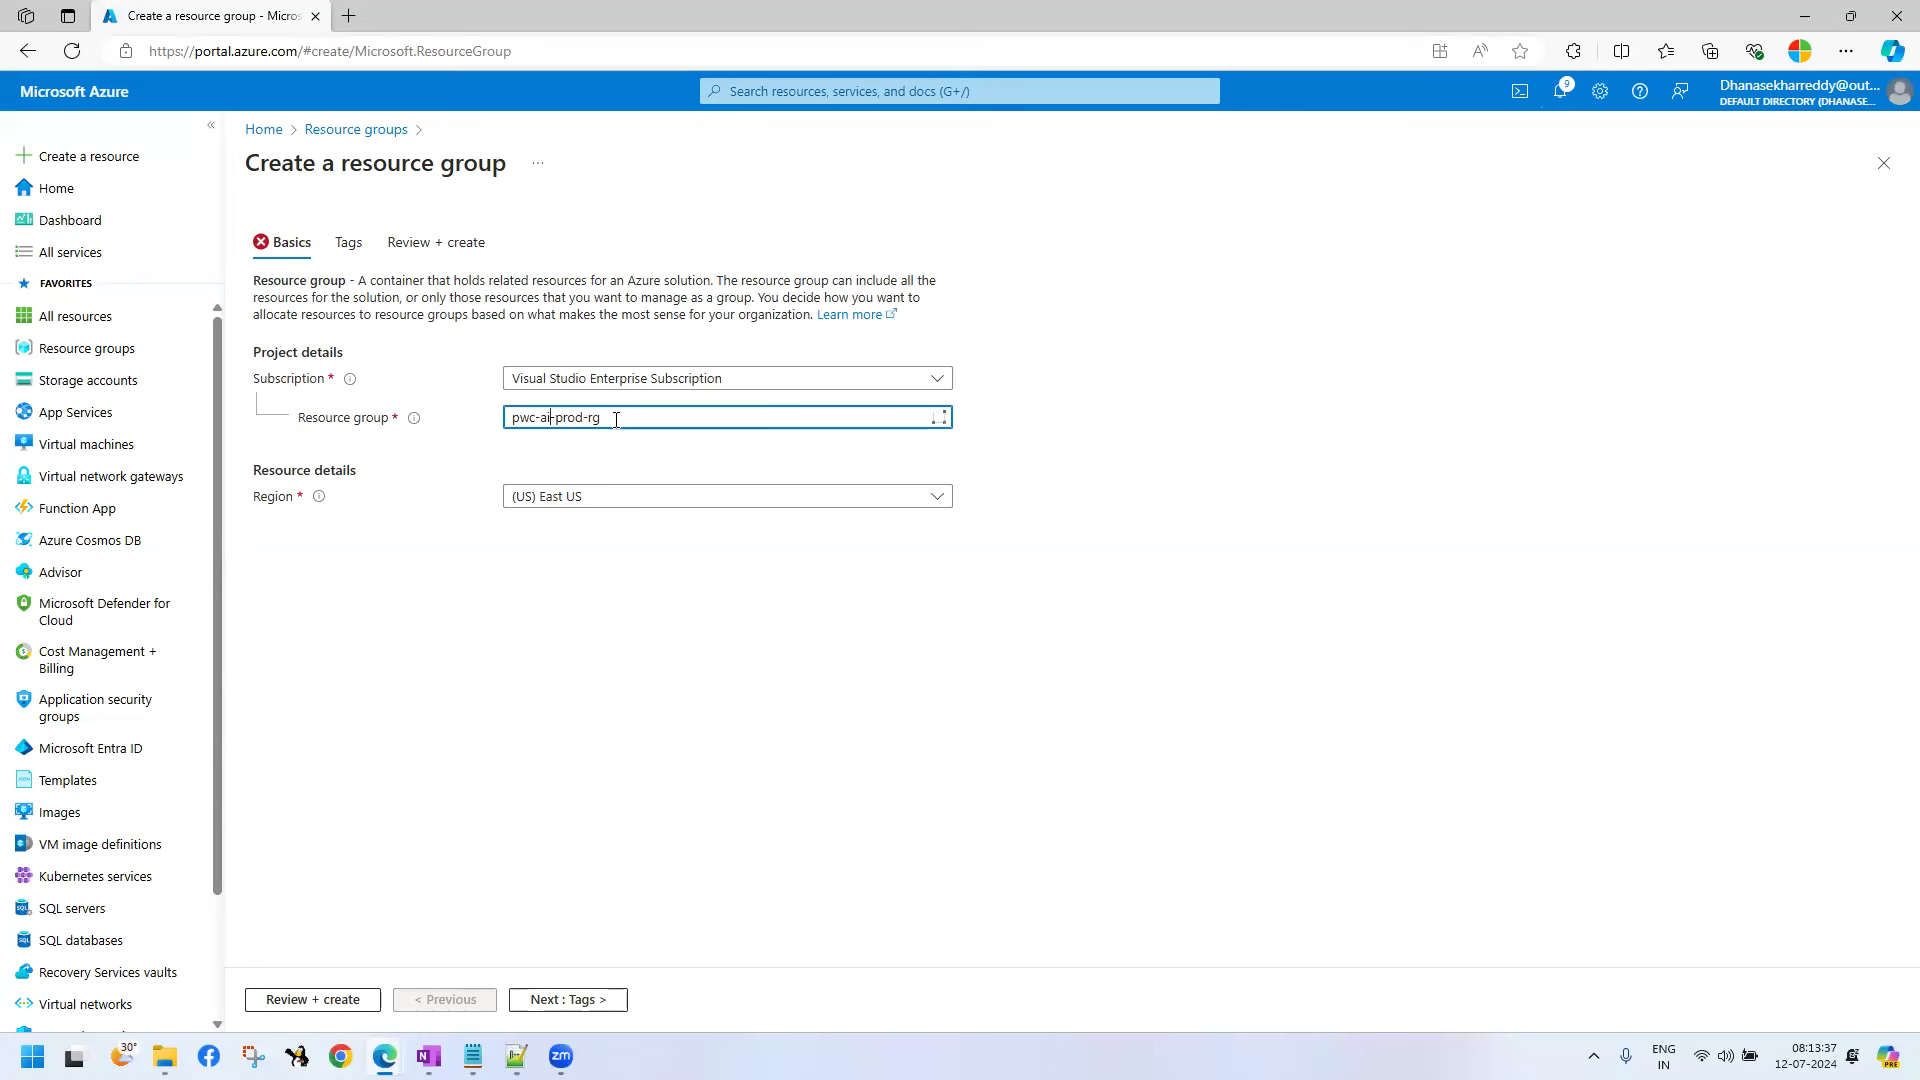 Create a resource group - Micros
https://portal.azure.com/#create/Microsoft.ResourceGroup
Microsoft Azure
Search resources, services, and docs (G+/)
9
Dhanasekharreddy@out...
DEFAULT DIRECTORY (DHANASE...
Home > Resource groups >
Create a resource group ...
Create a resource
Home
Dashboard
All services
FAVORITES
All resources
Resource groups
Storage accounts
App Services
Virtual machines
Virtual network gateways
Function App
Azure Cosmos DB
Advisor
Microsoft Defender for
Cloud
Cost Management +
Billing
Application security
groups
Microsoft Entra ID
Templates
Images
VM image definitions
Kubernetes services
SQL servers
SQL databases
Recovery Services vaults
Virtual networks
Basics Tags Review + create
Resource group - A container that holds related resources for an Azure solution. The resource group can include all the
resources for the solution, or only those resources that you want to manage as a group. You decide how you want to
allocate resources to resource groups based on what makes the most sense for your organization. Learn more
Project details
Subscription * Visual Studio Enterprise Subscription
Resource group * pwc-ai-prod-rg
Resource details
Region * (US) East US
Review + create < Previous Next : Tags >
30°
zm
ENG
IN
08:13:37
12-07-2024
PRE